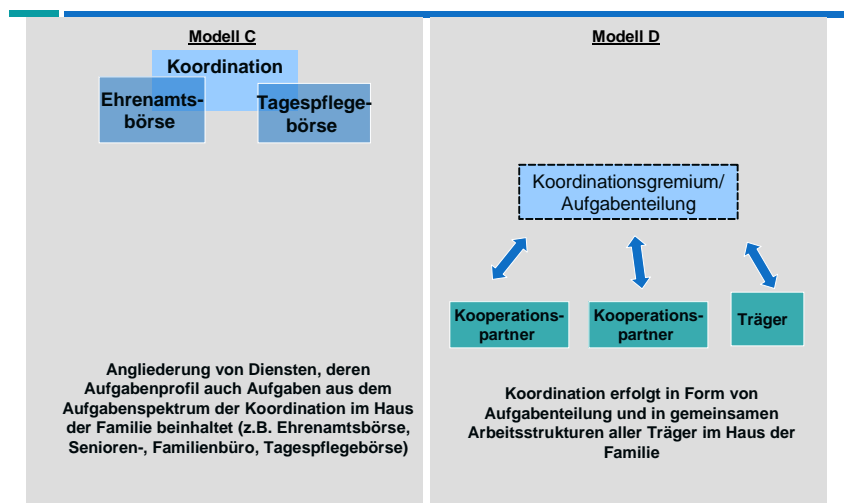 Modell C
Koordination
Ehrenamts-
börse
Tagespflege-
börse
Angliederung von Diensten, deren
Aufgabenprofil auch Aufgaben aus dem
Aufgabenspektrum der Koordination im Haus
der Familie beinhaltet (z.B. Ehrenamtsbörse,
Senioren-, Familienbüro, Tagespflegebörse)
Modell D
Koordinationsgremium/
Aufgabenteilung
Kooperations-
partner
Kooperations-
partner
Träger
Koordination erfolgt in Form von
Aufgabenteilung und in gemeinsamen
Arbeitsstrukturen aller Träger im Haus der
Familie